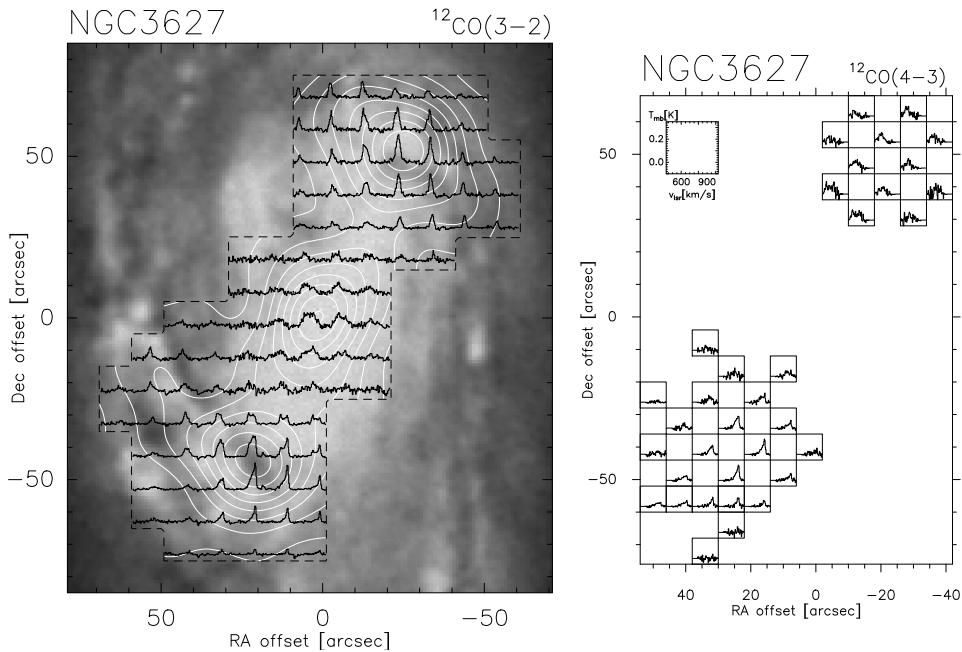 NGC3627 ¹²CO(3−2)
50
0
−50
Dec offset [arcsec]
50 0 −50
RA offset [arcsec]
NGC3627 ¹²CO(4−3)
Tmb[K]
0.2
0.0
600 900
vlsr[km/s]
50
0
−50
Dec offset [arcsec]
40 20 0 −20 −40
RA offset [arcsec]